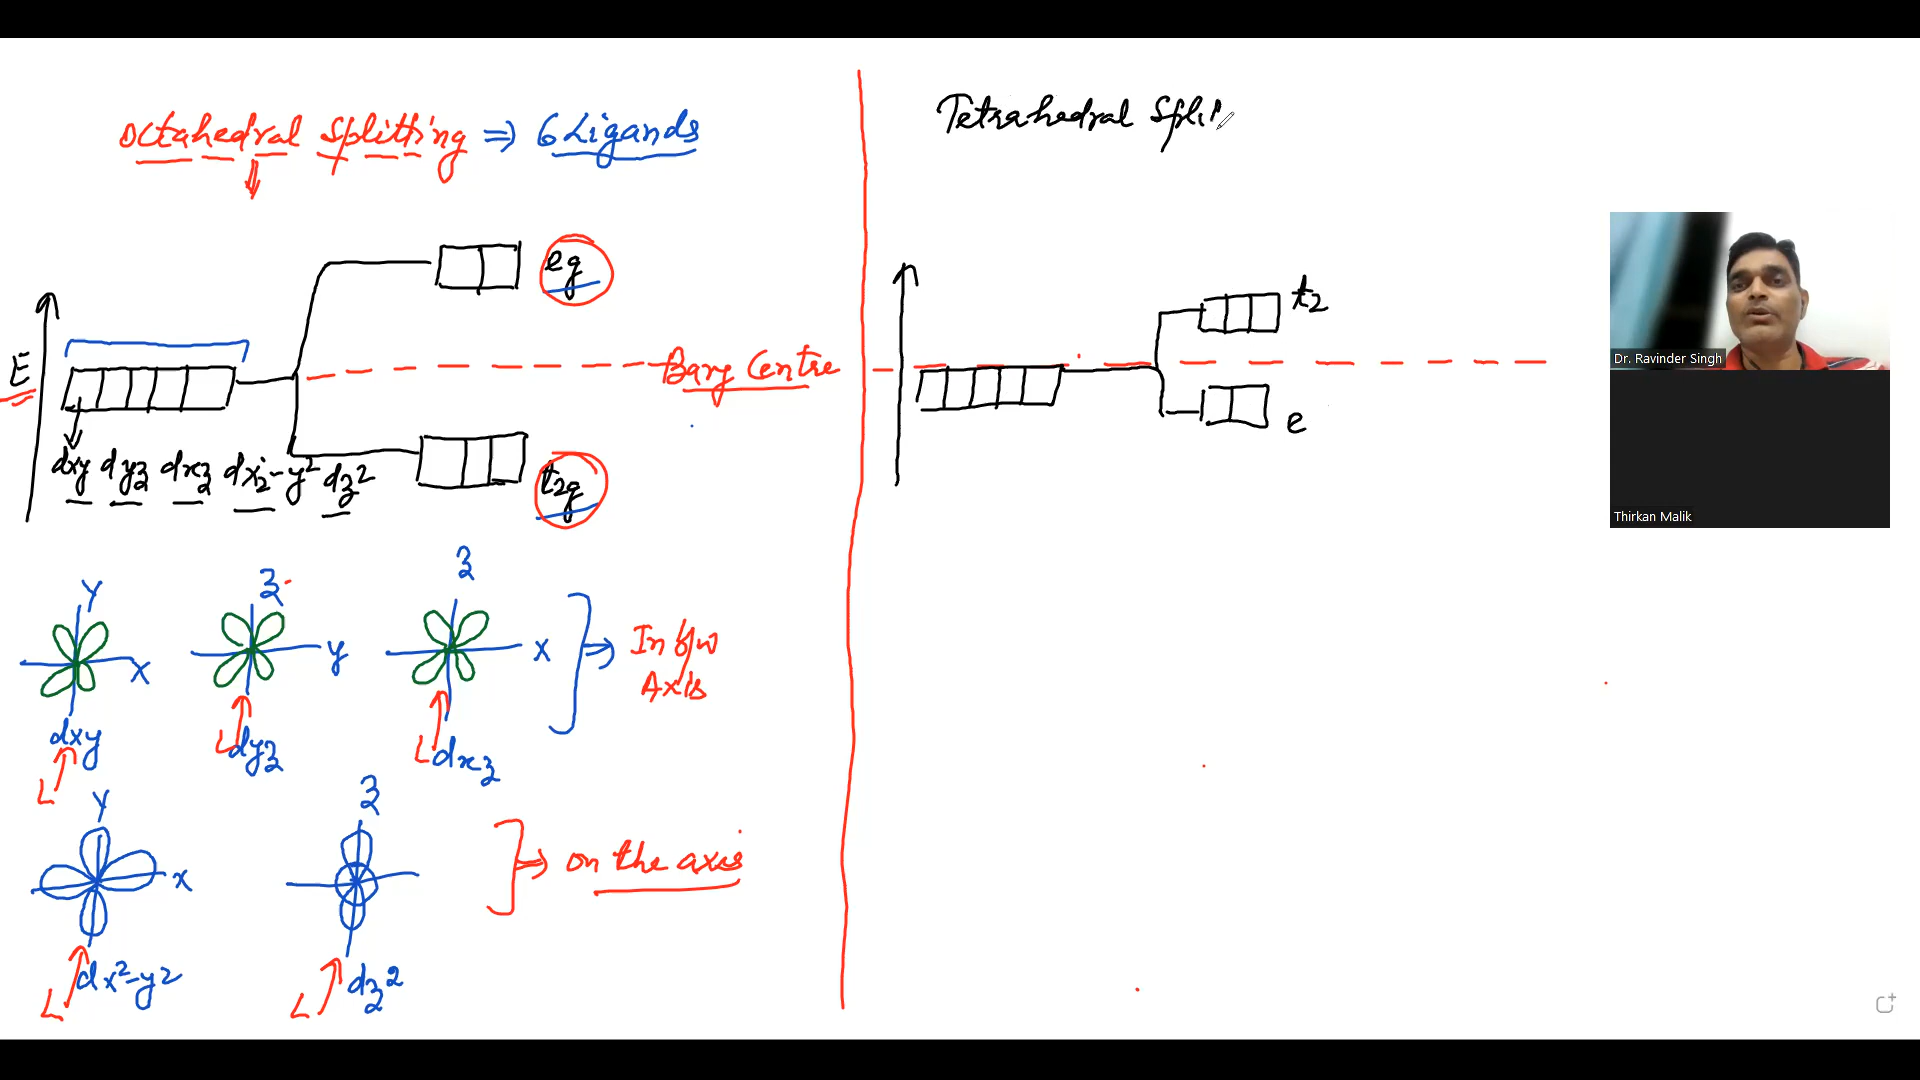 Octahedral Splitting ⇒ 6 Ligands
eg
E
Bary Centre
dxy dyz dxz dx²-y² dz²
t2g
Y
X
dxy
L
z
y
dyz
L
z
X
dxz
L
In b/w
Axis
Y
X
dx²-y²
L
z
dz²
L
on the axis
Tetrahedral Split
t2
e
Dr. Ravinder Singh
Thirkan Malik